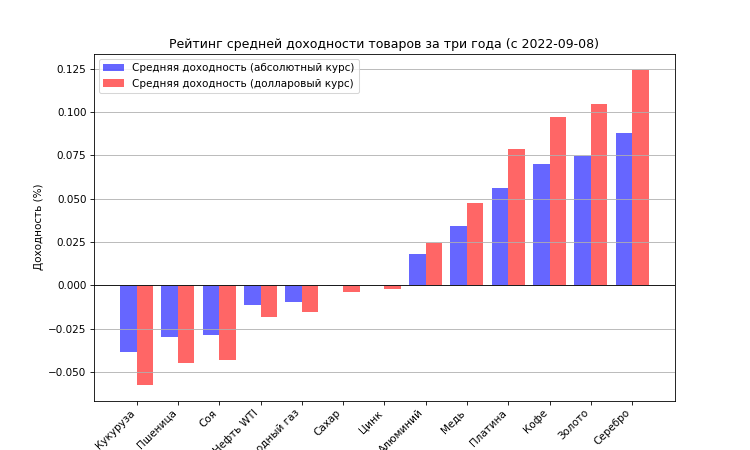 Рейтинг средней доходности товаров за три года (с 2022-09-08)
Средняя доходность (абсолютный курс)
Средняя доходность (долларовый курс)
Доходность (%)
0.125
0.100
0.075
0.050
0.025
0.000
−0.025
−0.050
Кукуруза
Пшеница
Соя
Нефть WTI
одный газ
Сахар
Цинк
Алюминий
Медь
Платина
Кофе
Золото
Серебро